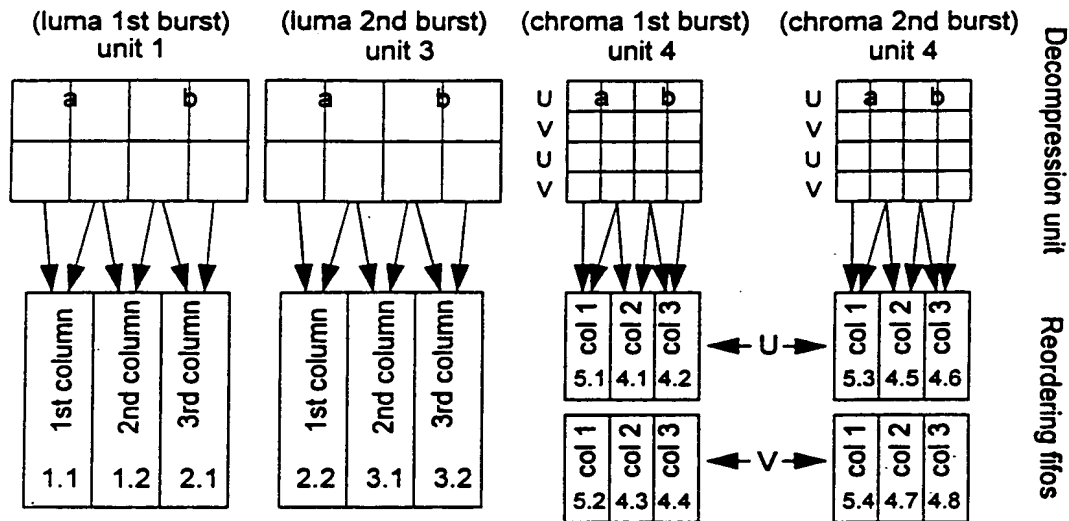 (luma 1st burst) (luma 2nd burst) (chroma 1st burst) (chroma 2nd burst)
unit 1 unit 3 unit 4 unit 4
a b a b U a b U a b
V V
U U
V V
Decompression unit
1st column 2nd column 3rd column 1st column 2nd column 3rd column col 1 col 2 col 3 U col 1 col 2 col 3
5.1 4.1 4.2 5.3 4.5 4.6
col 1 col 2 col 3 V col 1 col 2 col 3
1.1 1.2 2.1 2.2 3.1 3.2 5.2 4.3 4.4 5.4 4.7 4.8
Reordering fifos